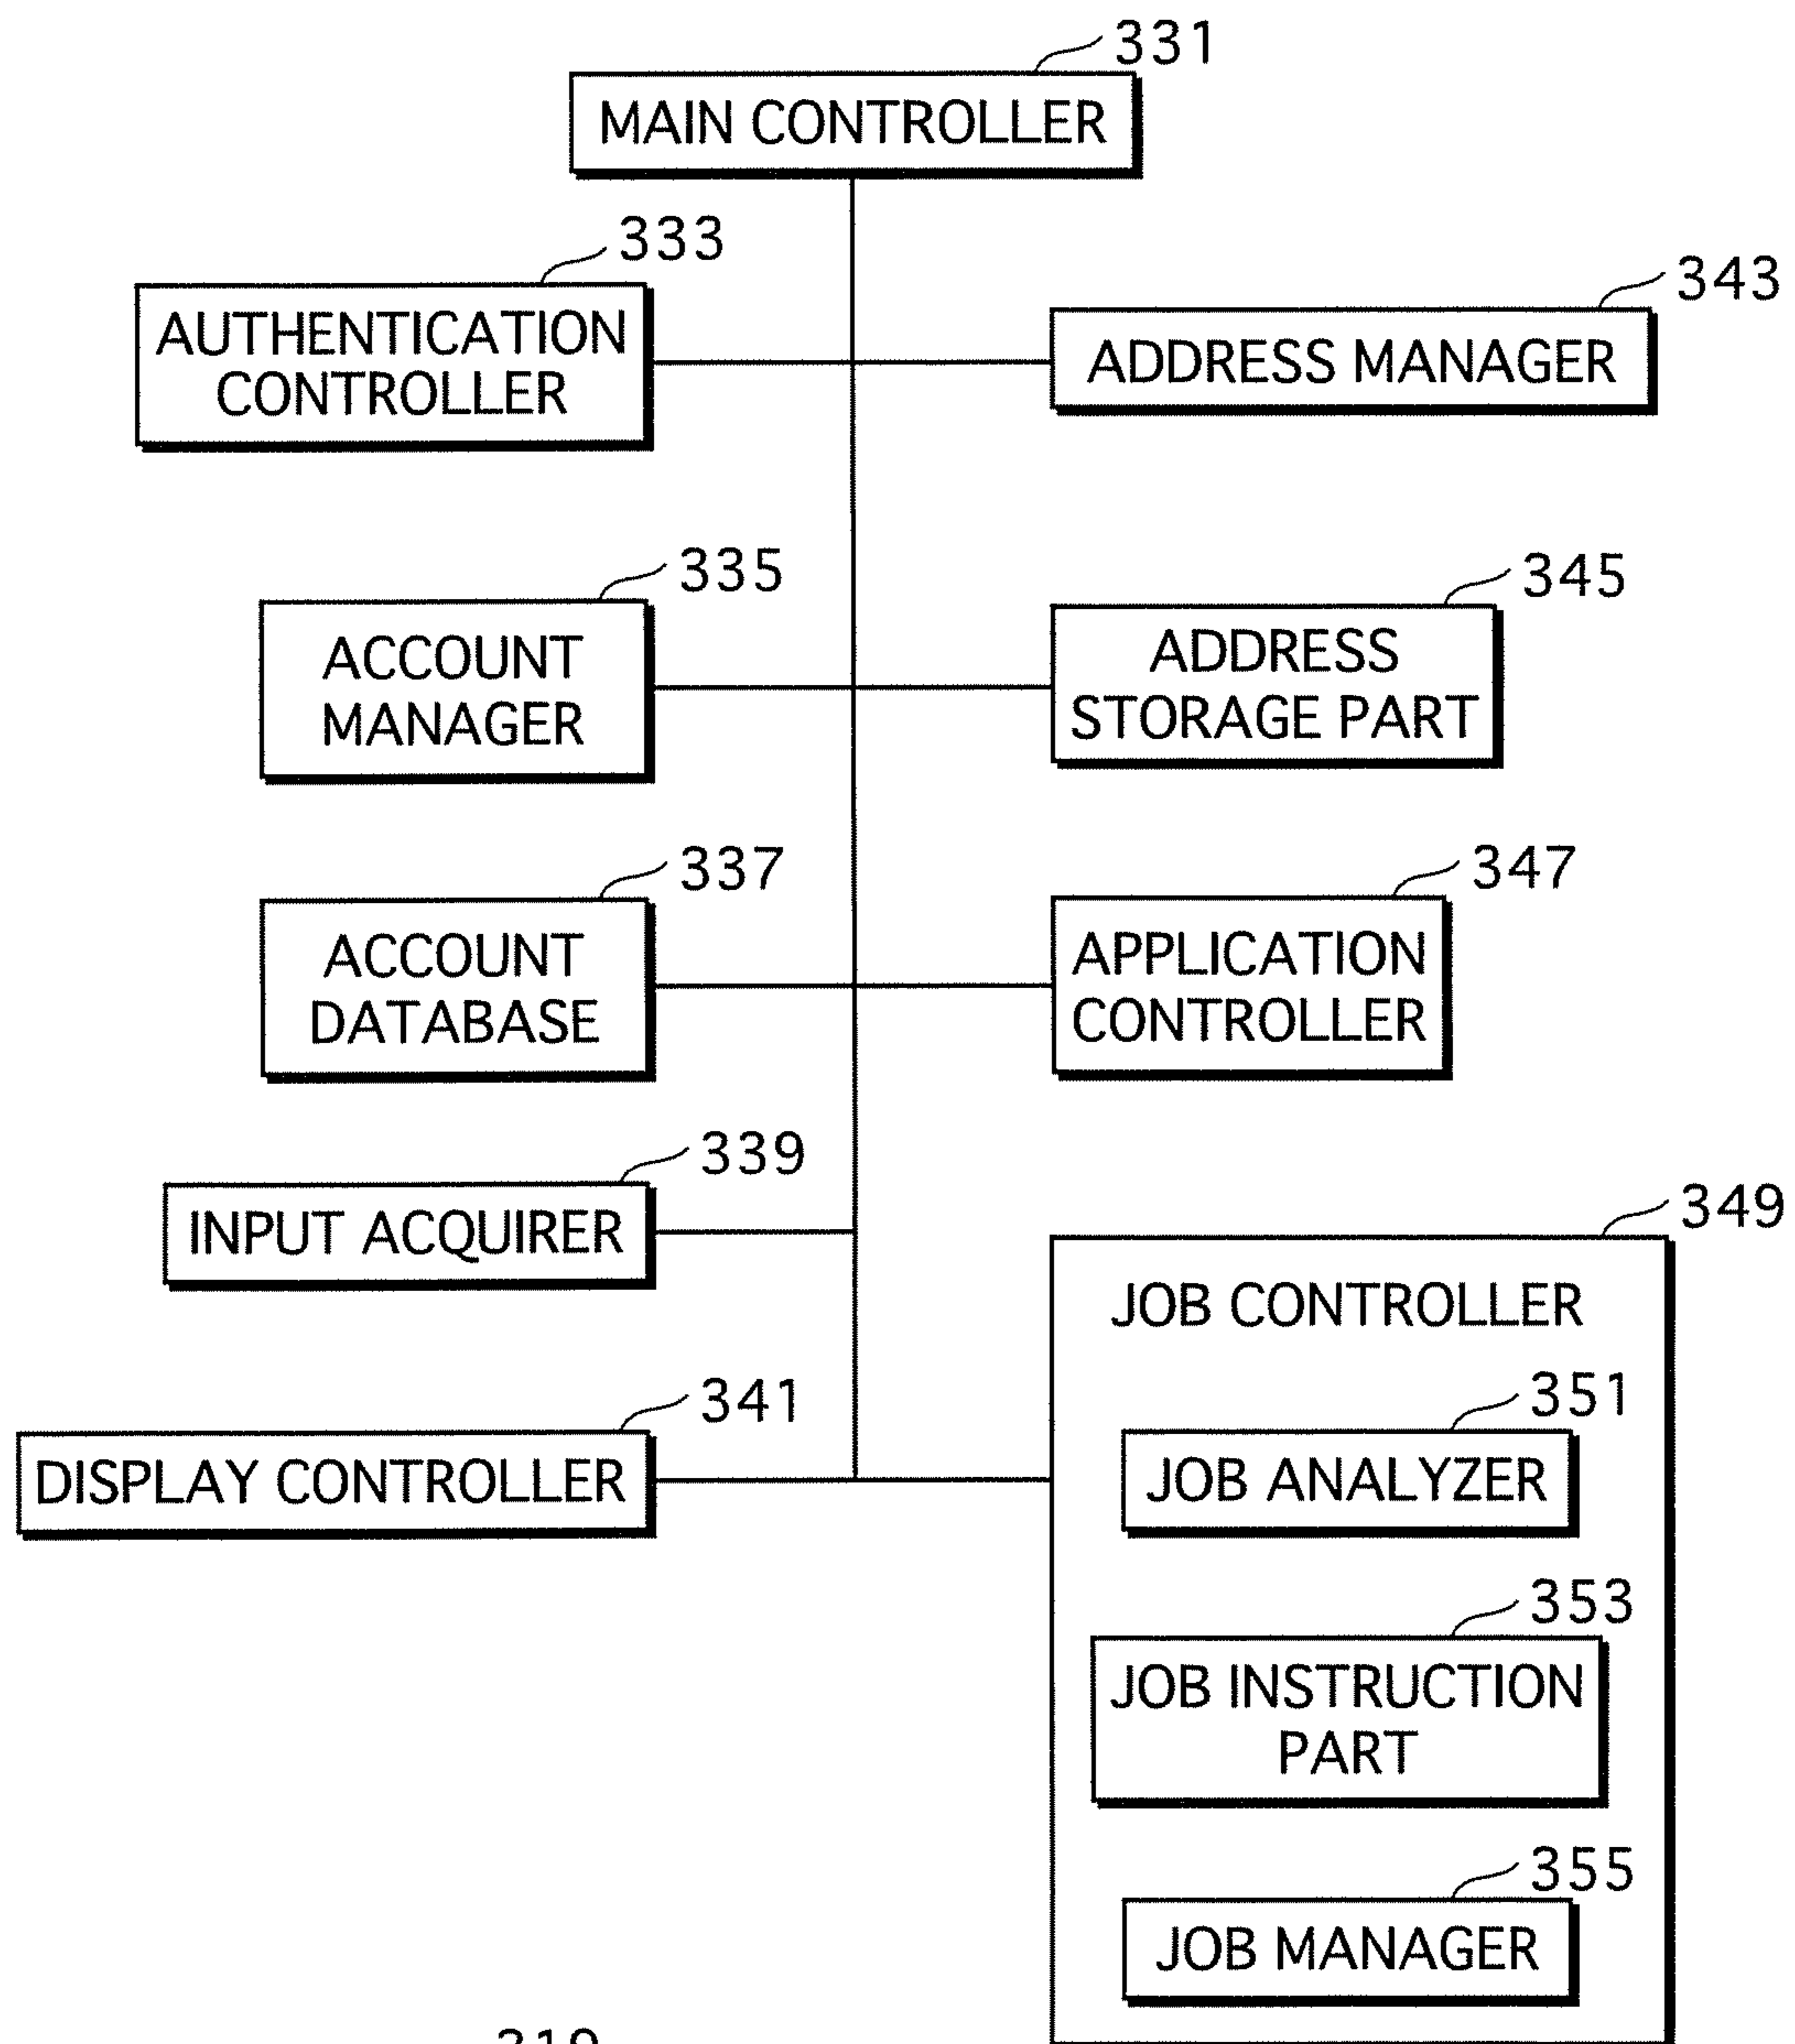 331
MAIN CONTROLLER
333
AUTHENTICATION
CONTROLLER
343
ADDRESS MANAGER
335
ACCOUNT
MANAGER
345
ADDRESS
STORAGE PART
337
ACCOUNT
DATABASE
347
APPLICATION
CONTROLLER
339
INPUT ACQUIRER
349
JOB CONTROLLER
341
DISPLAY CONTROLLER
351
JOB ANALYZER
353
JOB INSTRUCTION
PART
355
JOB MANAGER